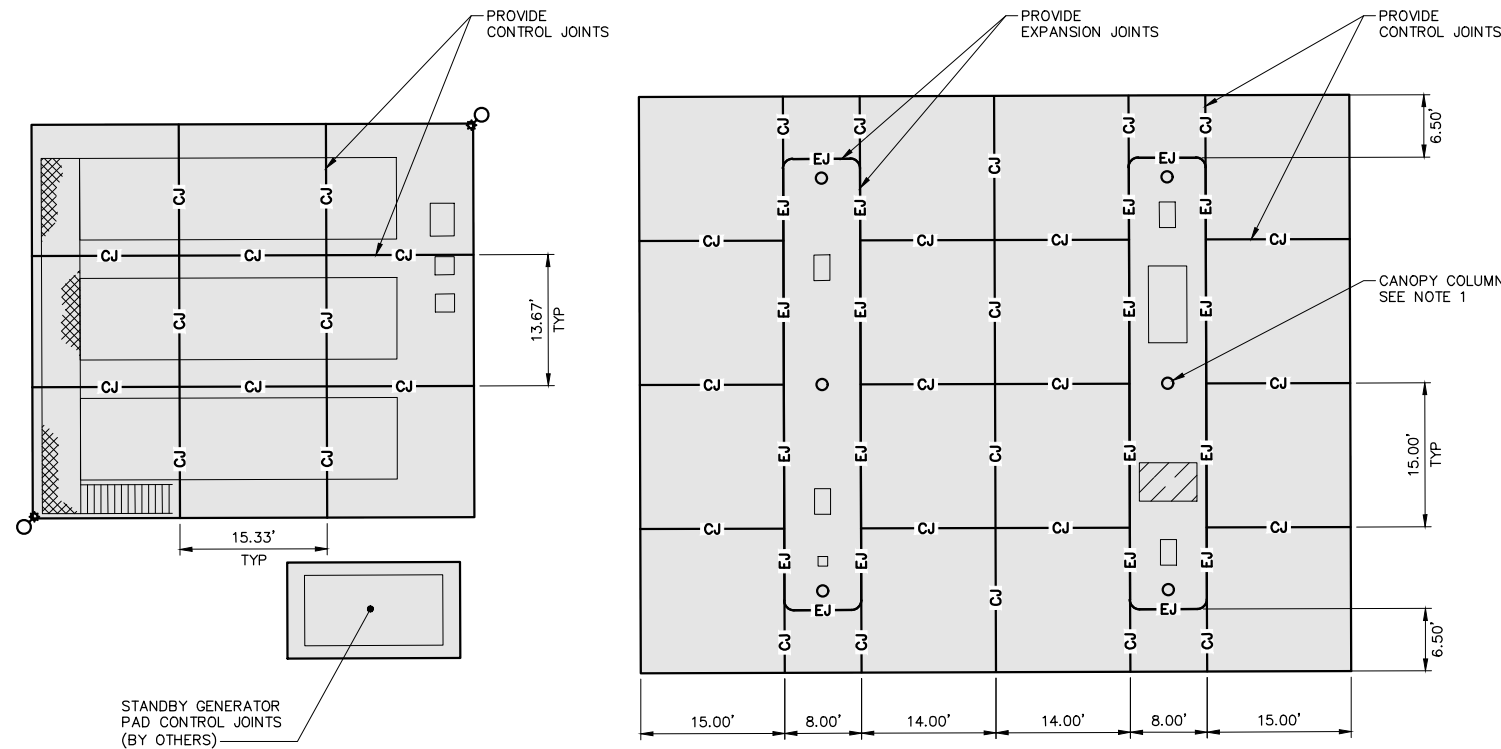 PROVIDE
CONTROL JOINTS
CJ
CJ
CJ
CJ
CJ
CJ
CJ
13.67'
TYP
CJ
CJ
CJ
CJ
CJ
15.33'
TYP
STANDBY GENERATOR
PAD CONTROL JOINTS
(BY OTHERS)
PROVIDE
EXPANSION JOINTS
PROVIDE
CONTROL JOINTS
CJ
CJ
CJ
CJ
6.50'
EJ
CJ
EJ
EJ
EJ
EJ
EJ
CJ
CJ
CJ
CJ
EJ
EJ
CJ
EJ
EJ
CANOPY COLUMN
SEE NOTE 1
CJ
CJ
CJ
CJ
EJ
EJ
CJ
EJ
EJ
15.00'
TYP
CJ
CJ
CJ
CJ
EJ
EJ
EJ
EJ
CJ
EJ
EJ
6.50'
CJ
CJ
CJ
CJ
15.00'
8.00'
14.00'
14.00'
8.00'
15.00'